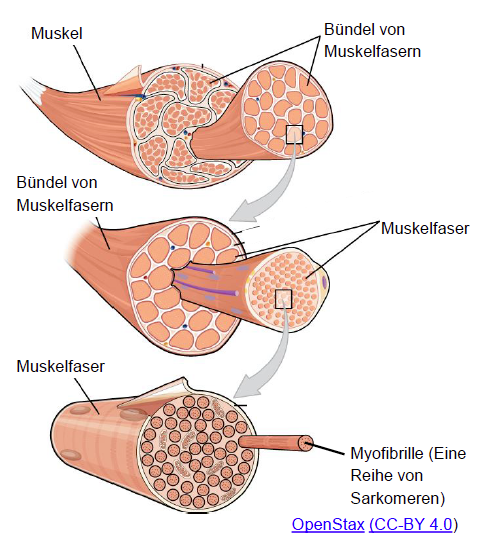 Muskel
Bündel von
Muskelfasern
Bündel von
Muskelfasern
Muskelfaser
Muskelfaser
Myofibrille (Eine
Reihe von
Sarkomeren)
OpenStax (CC-BY 4.0)